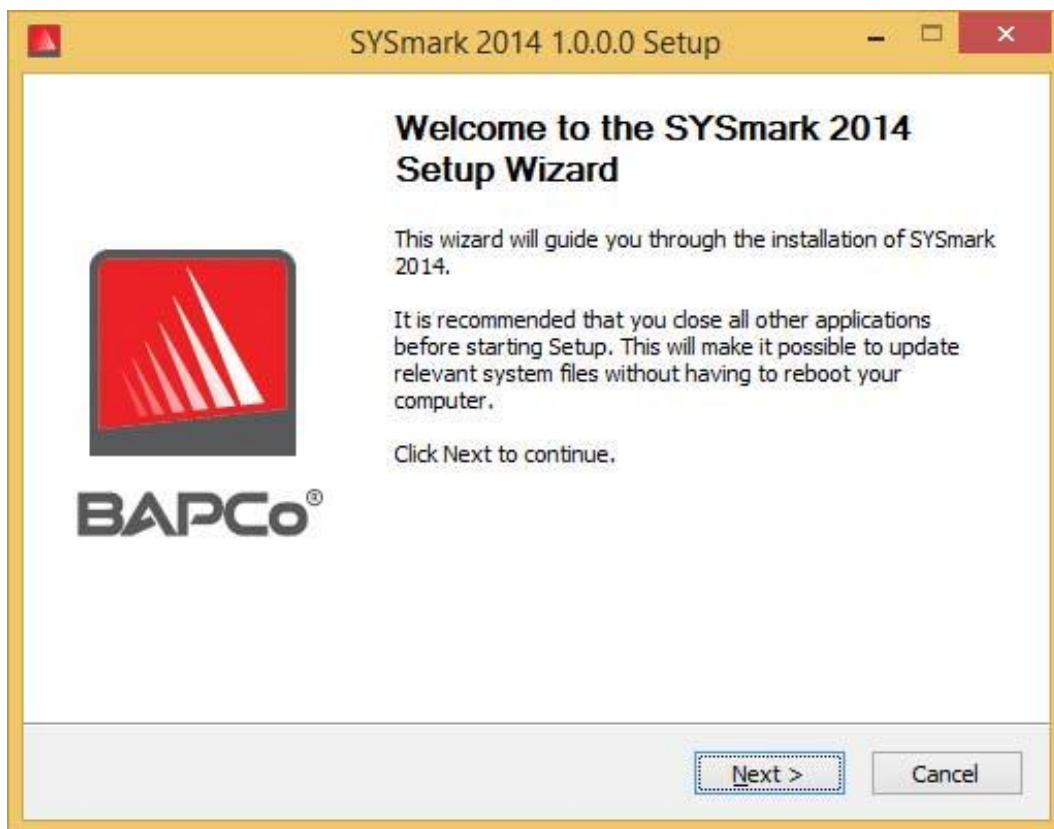 SYSmark 2014 1.0.0.0 Setup
Welcome to the SYSmark 2014
Setup Wizard
This wizard will guide you through the installation of SYSmark
2014.
It is recommended that you close all other applications
before starting Setup. This will make it possible to update
relevant system files without having to reboot your
computer.
Click Next to continue.
BAPCo®
Next >
Cancel